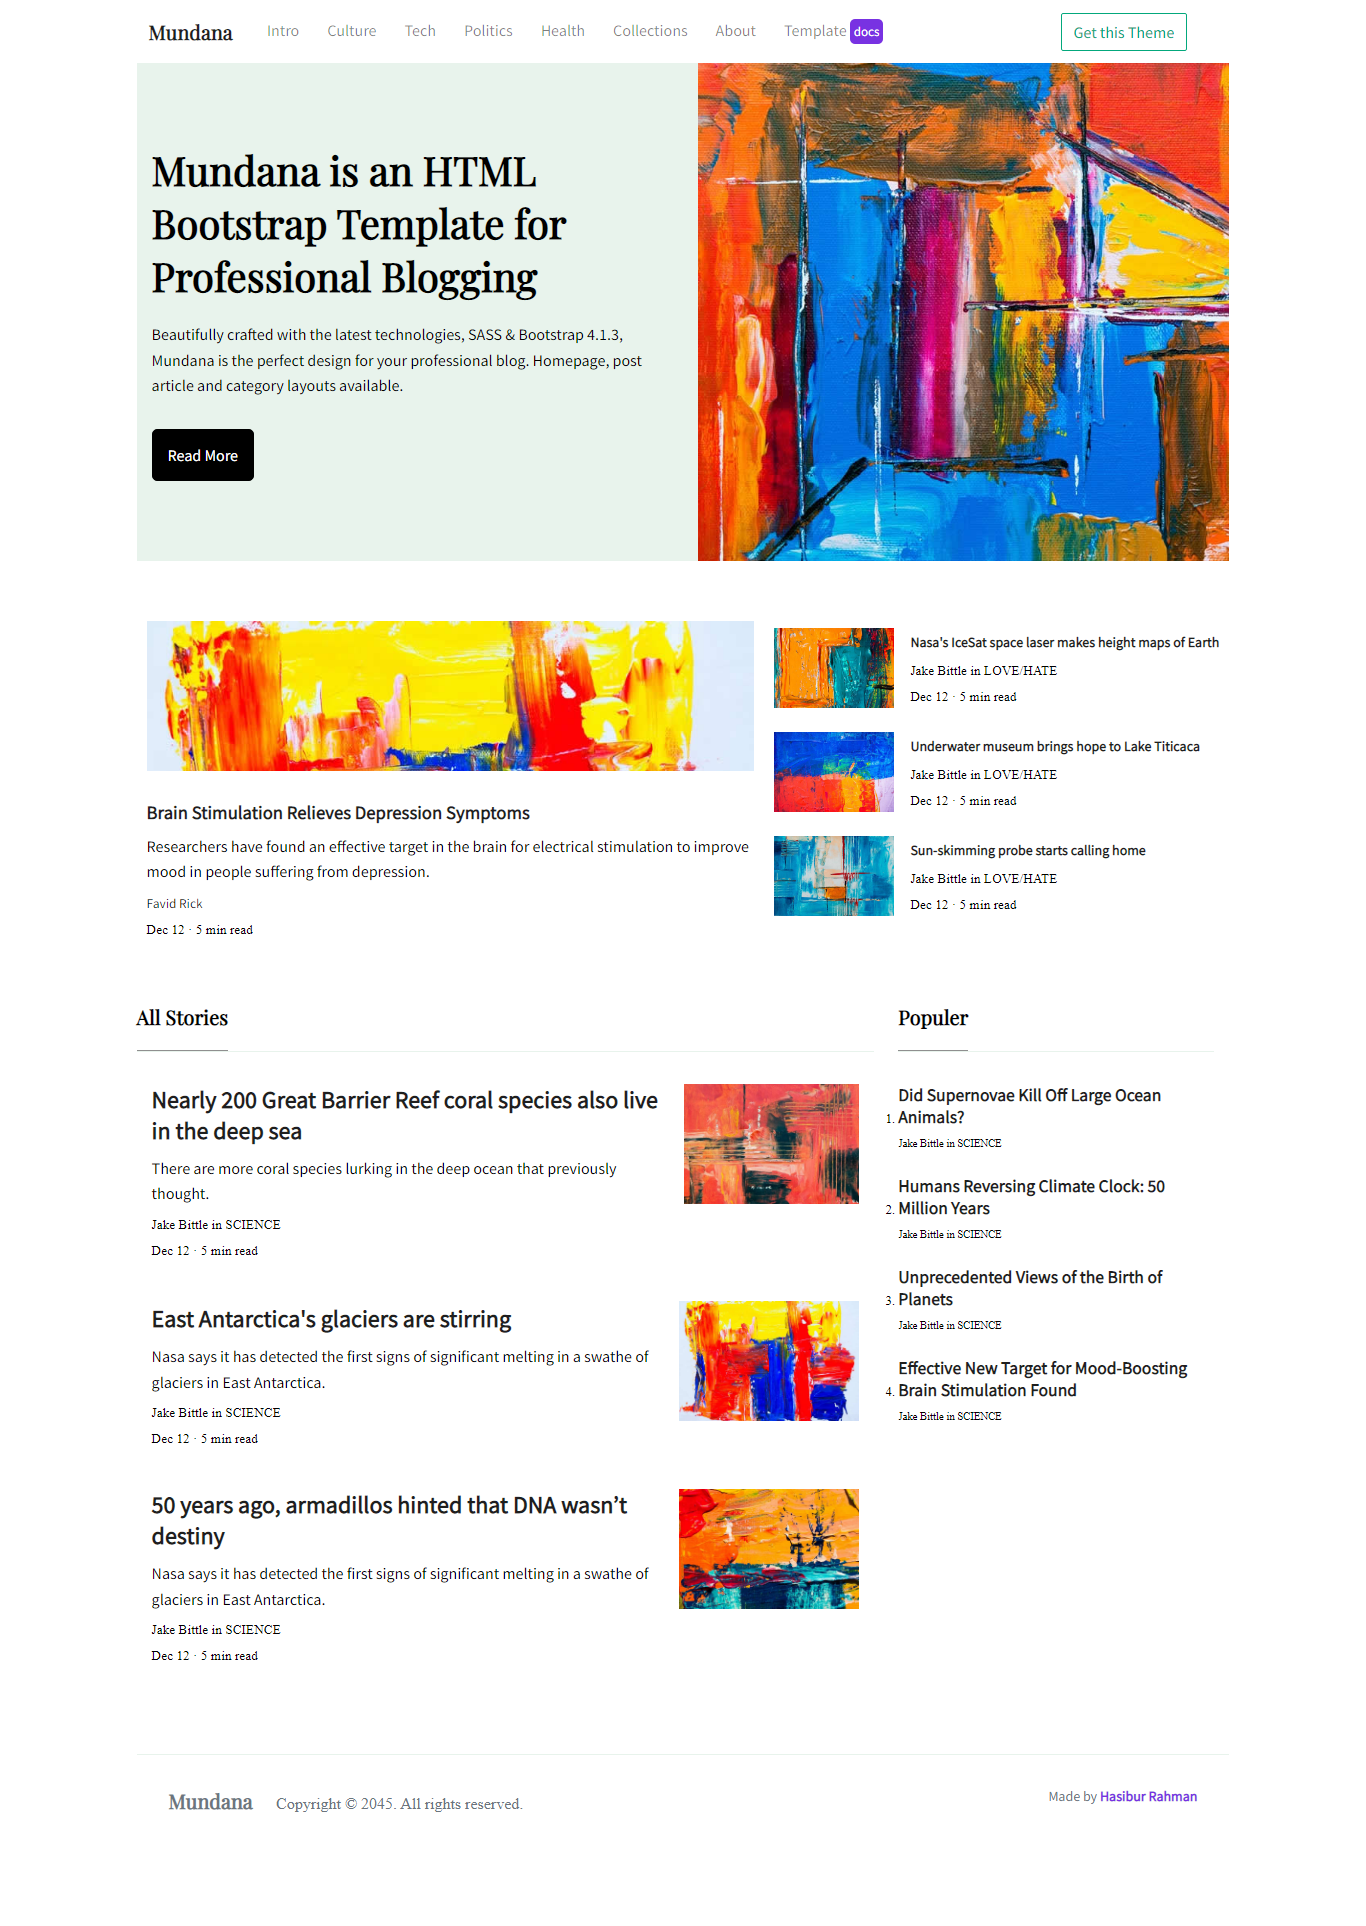 Mundana Intro Culture Tech Politics Health Collections About Template docs Get this Theme
Mundana is an HTML
Bootstrap Template for
Professional Blogging
Beautifully crafted with the latest technologies, SASS & Bootstrap 4.1.3,
Mundana is the perfect design for your professional blog. Homepage, post
article and category layouts available.
Read More
Brain Stimulation Relieves Depression Symptoms
Researchers have found an effective target in the brain for electrical stimulation to improve
mood in people suffering from depression.
Favid Rick
Dec 12 · 5 min read
Nasa's IceSat space laser makes height maps of Earth
Jake Bittle in LOVE/HATE
Dec 12 · 5 min read
Underwater museum brings hope to Lake Titicaca
Jake Bittle in LOVE/HATE
Dec 12 · 5 min read
Sun-skimming probe starts calling home
Jake Bittle in LOVE/HATE
Dec 12 · 5 min read
All Stories
Nearly 200 Great Barrier Reef coral species also live
in the deep sea
There are more coral species lurking in the deep ocean that previously
thought.
Jake Bittle in SCIENCE
Dec 12 · 5 min read
East Antarctica's glaciers are stirring
Nasa says it has detected the first signs of significant melting in a swathe of
glaciers in East Antarctica.
Jake Bittle in SCIENCE
Dec 12 · 5 min read
50 years ago, armadillos hinted that DNA wasn’t
destiny
Nasa says it has detected the first signs of significant melting in a swathe of
glaciers in East Antarctica.
Jake Bittle in SCIENCE
Dec 12 · 5 min read
Populer
Did Supernovae Kill Off Large Ocean
1. Animals?
Jake Bittle in SCIENCE
Humans Reversing Climate Clock: 50
2. Million Years
Jake Bittle in SCIENCE
Unprecedented Views of the Birth of
3. Planets
Jake Bittle in SCIENCE
Effective New Target for Mood-Boosting
4. Brain Stimulation Found
Jake Bittle in SCIENCE
Mundana Copyright © 2045. All rights reserved. Made by Hasibur Rahman